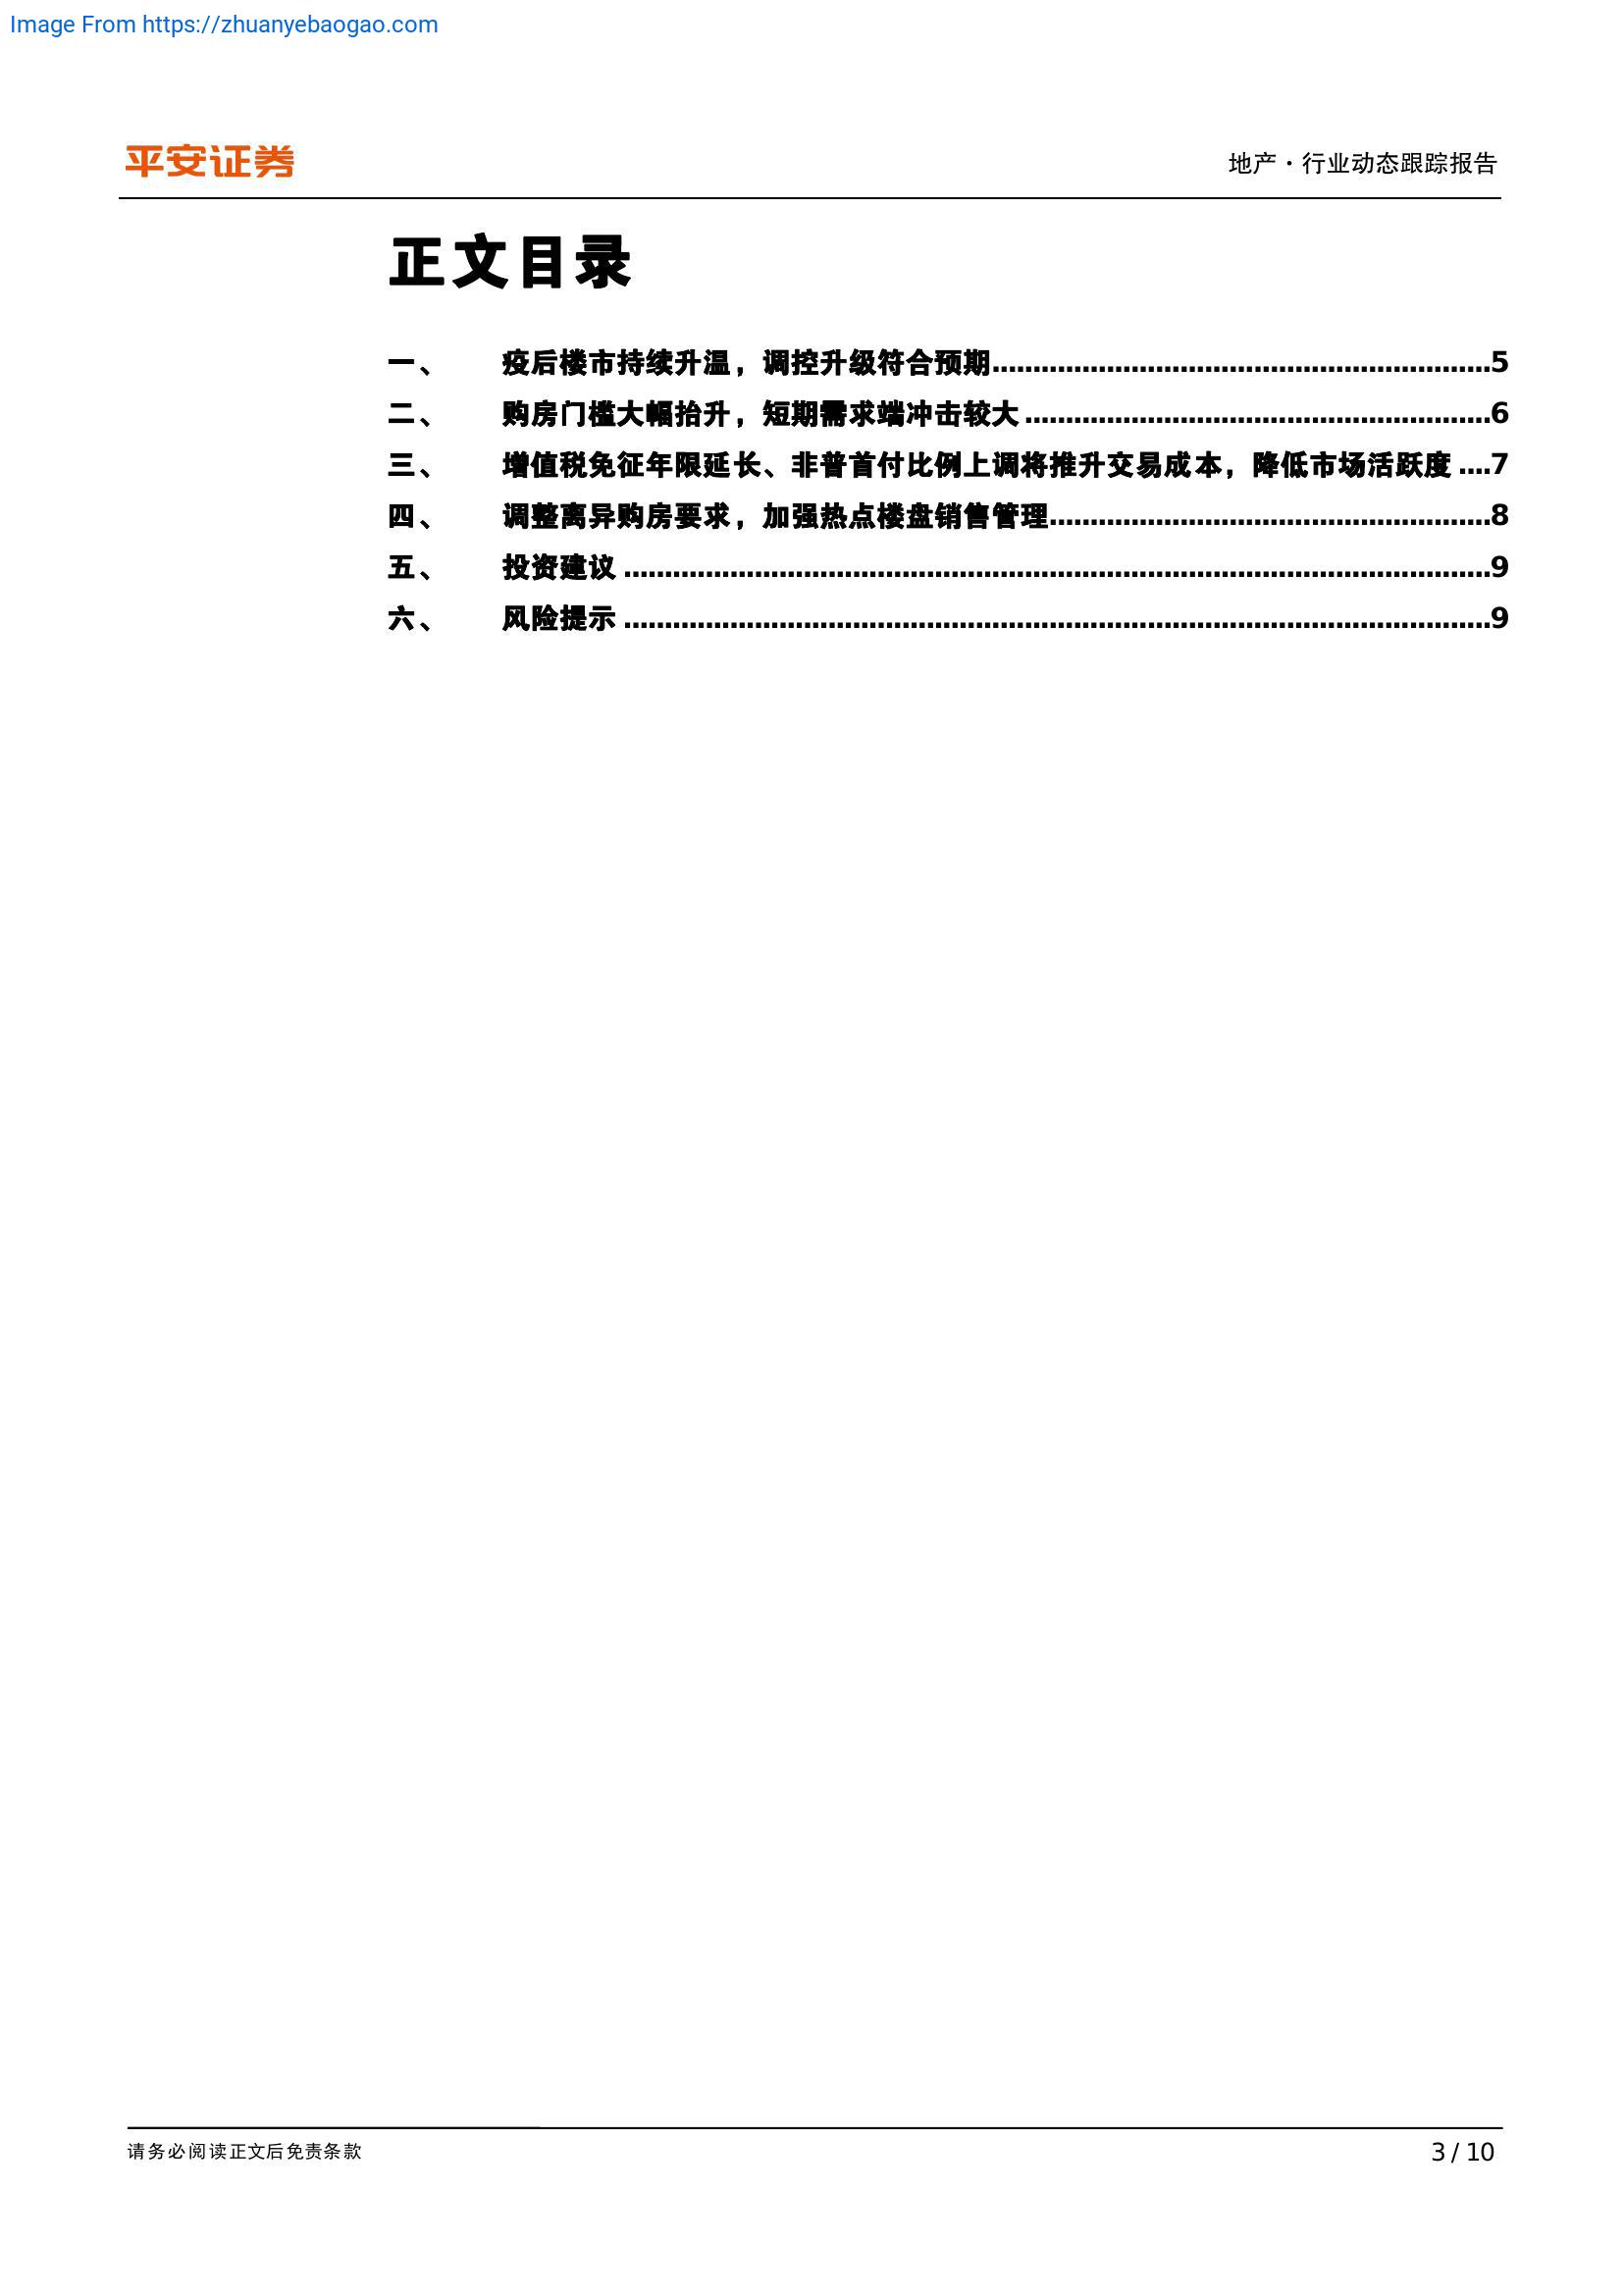 Image From https://zhuanyebaogao.com
平安证券
地产·行业动态跟踪报告
正文目录
一、 疫后楼市持续升温，调控升级符合预期............................................................5
二、 购房门槛大幅抬升，短期需求端冲击较大 ........................................................6
三、 增值税免征年限延长、非普首付比例上调将推升交易成本，降低市场活跃度 ....7
四、 调整离异购房要求，加强热点楼盘销售管理.....................................................8
五、 投资建议 .........................................................................................................9
六、 风险提示 .........................................................................................................9
请务必阅读正文后免责条款
3 / 10